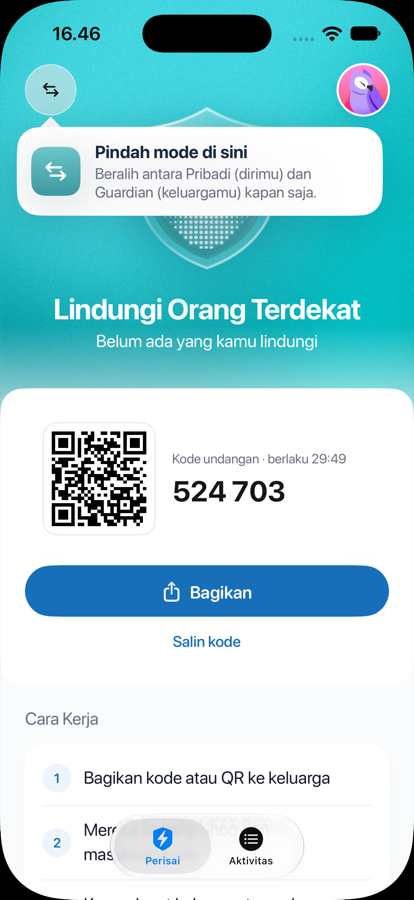 16.46
Pindah mode di sini
Beralih antara Pribadi (dirimu) dan
Guardian (keluargamu) kapan saja.
Lindungi Orang Terdekat
Belum ada yang kamu lindungi
Kode undangan · berlaku 29:49
524 703
Bagikan
Salin kode
Cara Kerja
1 Bagikan kode atau QR ke keluarga
2
Perisai
Aktivitas